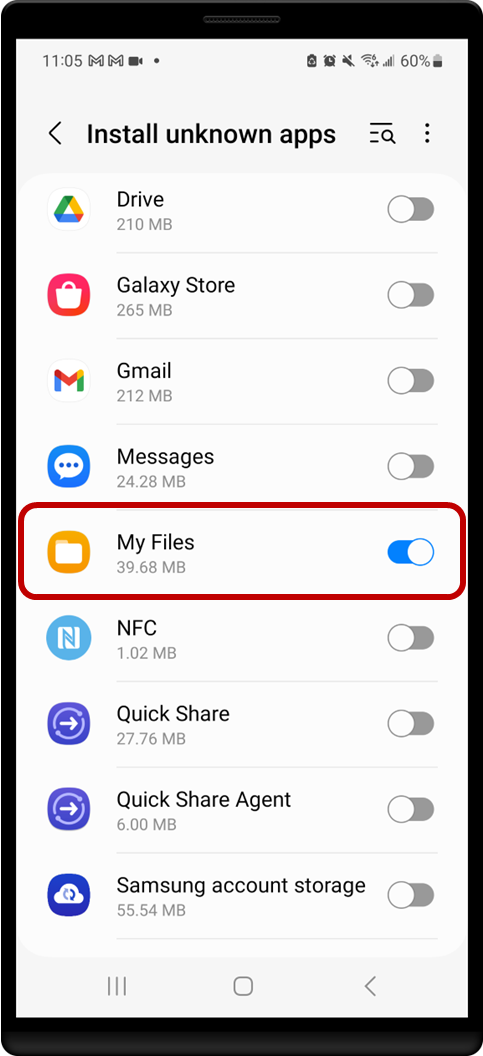 11:05 60%
Install unknown apps
Drive
210 MB
Galaxy Store
265 MB
Gmail
212 MB
Messages
24.28 MB
My Files
39.68 MB
NFC
1.02 MB
Quick Share
27.76 MB
Quick Share Agent
6.00 MB
Samsung account storage
55.54 MB